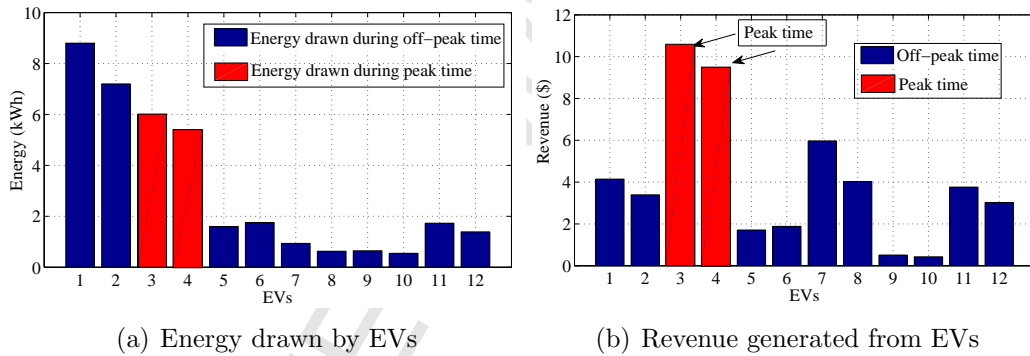 10
8
6
4
2
0
Energy (kWh)
Energy drawn during off-peak time
Energy drawn during peak time
1 2 3 4 5 6 7 8 9 10 11 12
EVs
(a) Energy drawn by EVs
12
10
8
6
4
2
0
Revenue ($)
Peak time
Off-peak time
Peak time
1 2 3 4 5 6 7 8 9 10 11 12
EVs
(b) Revenue generated from EVs